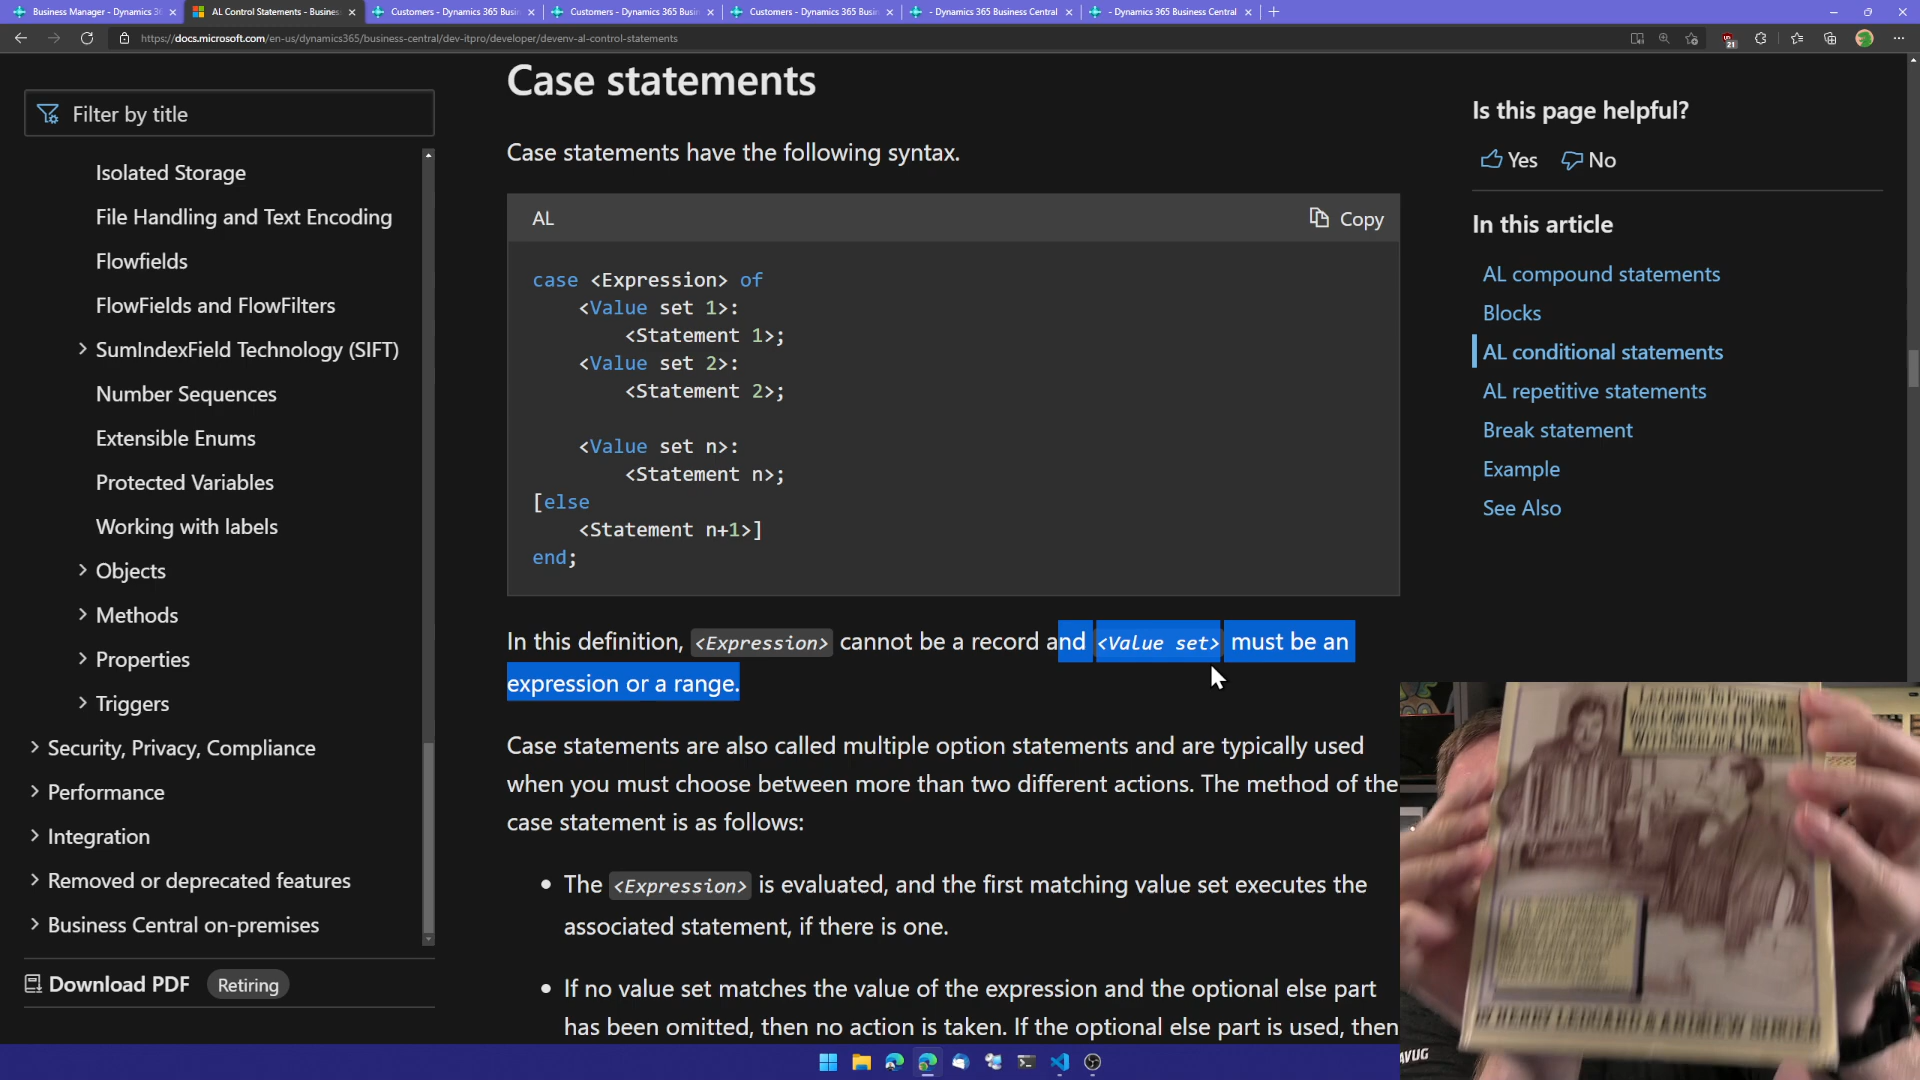 Business Manager - Dynamics 36
AL Control Statements - Busines
Customers - Dynamics 365 Busin
Customers - Dynamics 365 Busin
Customers - Dynamics 365 Busin
- Dynamics 365 Business Central
- Dynamics 365 Business Central
https://docs.microsoft.com/en-us/dynamics365/business-central/dev-itpro/developer/devenv-al-control-statements
21
Filter by title
Isolated Storage
File Handling and Text Encoding
Flowfields
FlowFields and FlowFilters
SumIndexField Technology (SIFT)
Number Sequences
Extensible Enums
Protected Variables
Working with labels
Objects
Methods
Properties
Triggers
Security, Privacy, Compliance
Performance
Integration
Removed or deprecated features
Business Central on-premises
Download PDF Retiring
Case statements
Case statements have the following syntax.
AL Copy
case <Expression> of
<Value set 1>:
<Statement 1>;
<Value set 2>:
<Statement 2>;
<Value set n>:
<Statement n>;
[else
<Statement n+1>]
end;
In this definition, <Expression> cannot be a record and <Value set> must be an
expression or a range.
Case statements are also called multiple option statements and are typically used
when you must choose between more than two different actions. The method of the
case statement is as follows:
• The <Expression> is evaluated, and the first matching value set executes the
associated statement, if there is one.
• If no value set matches the value of the expression and the optional else part
has been omitted, then no action is taken. If the optional else part is used, then
Is this page helpful?
Yes No
In this article
AL compound statements
Blocks
AL conditional statements
AL repetitive statements
Break statement
Example
See Also